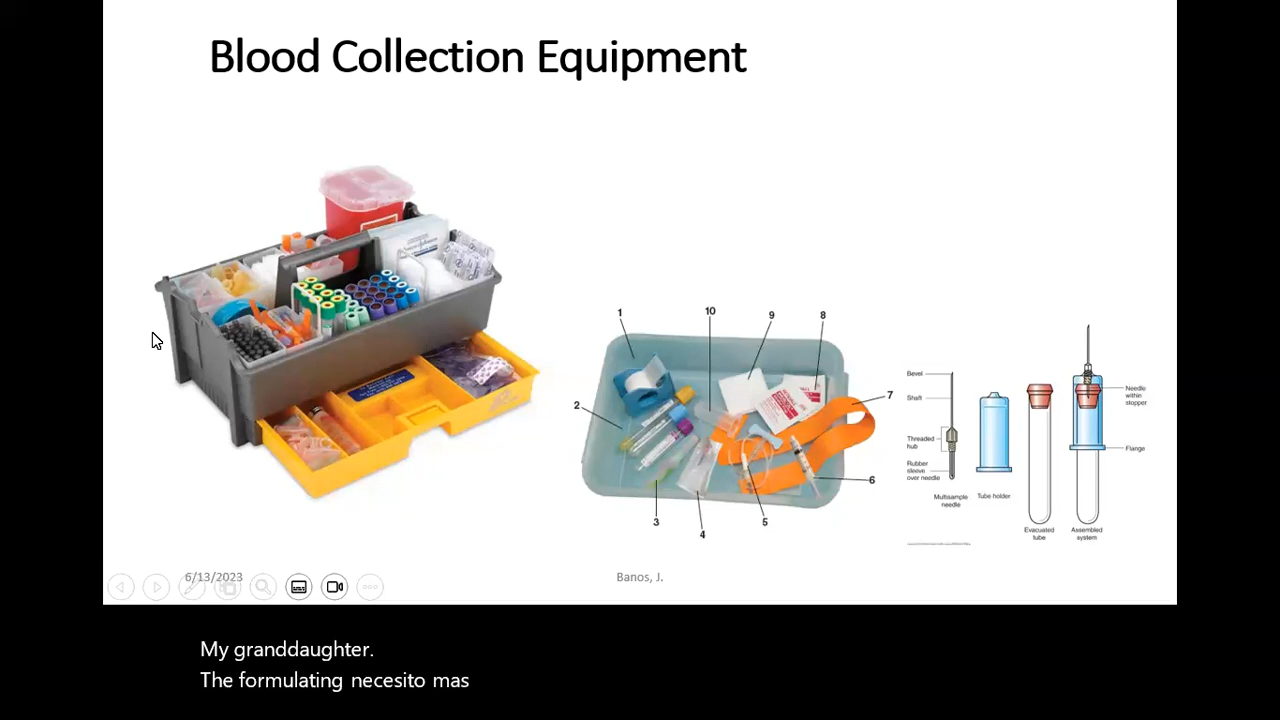 Blood Collection Equipment
1
10
9
8
7
2
6
3
4
5
Bevel
Shaft
Threaded
hub
Rubber
sleeve
over needle
Multisample
needle
Tube holder
Evacuated
tube
Assembled
system
Needle
within
stopper
Flange
6/13/2023
Banos, J.
My granddaughter.
The formulating necesito mas